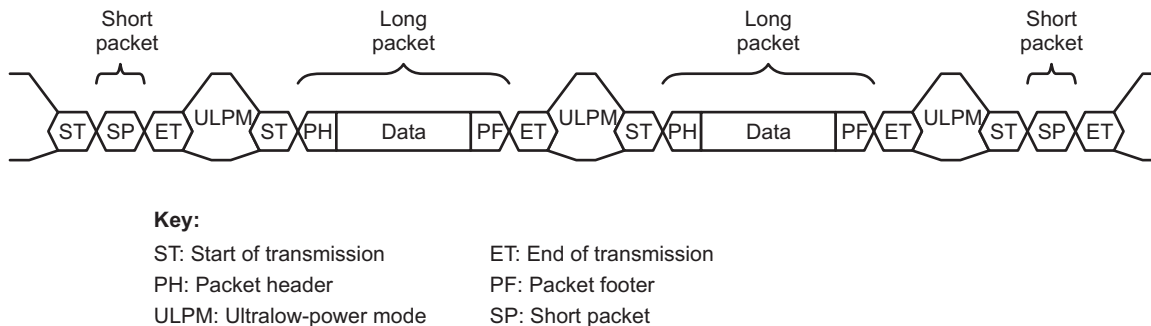 Short
packet
Long
packet
Long
packet
Short
packet
ST SP ET ULPM ST PH Data PF ET ULPM ST PH Data PF ET ULPM ST SP ET
Key:
ST: Start of transmission ET: End of transmission
PH: Packet header PF: Packet footer
ULPM: Ultralow-power mode SP: Short packet